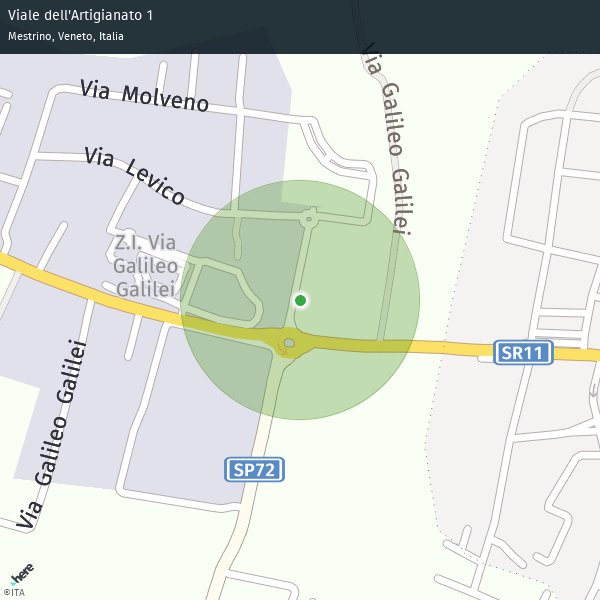 Viale dell'Artigianato 1
Mestrino, Veneto, Italia
Via Galileo Galilei
Via Molveno
Via Levico
Z.I. Via
Galileo
Galilei
SR11
Via Galileo Galilei
SP72
here
©ITA